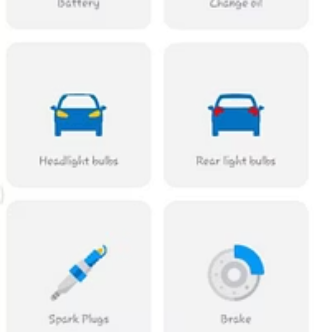 Battery
Change oil
Headlight bulbs
Rear light bulbs
Spark Plugs
Brake